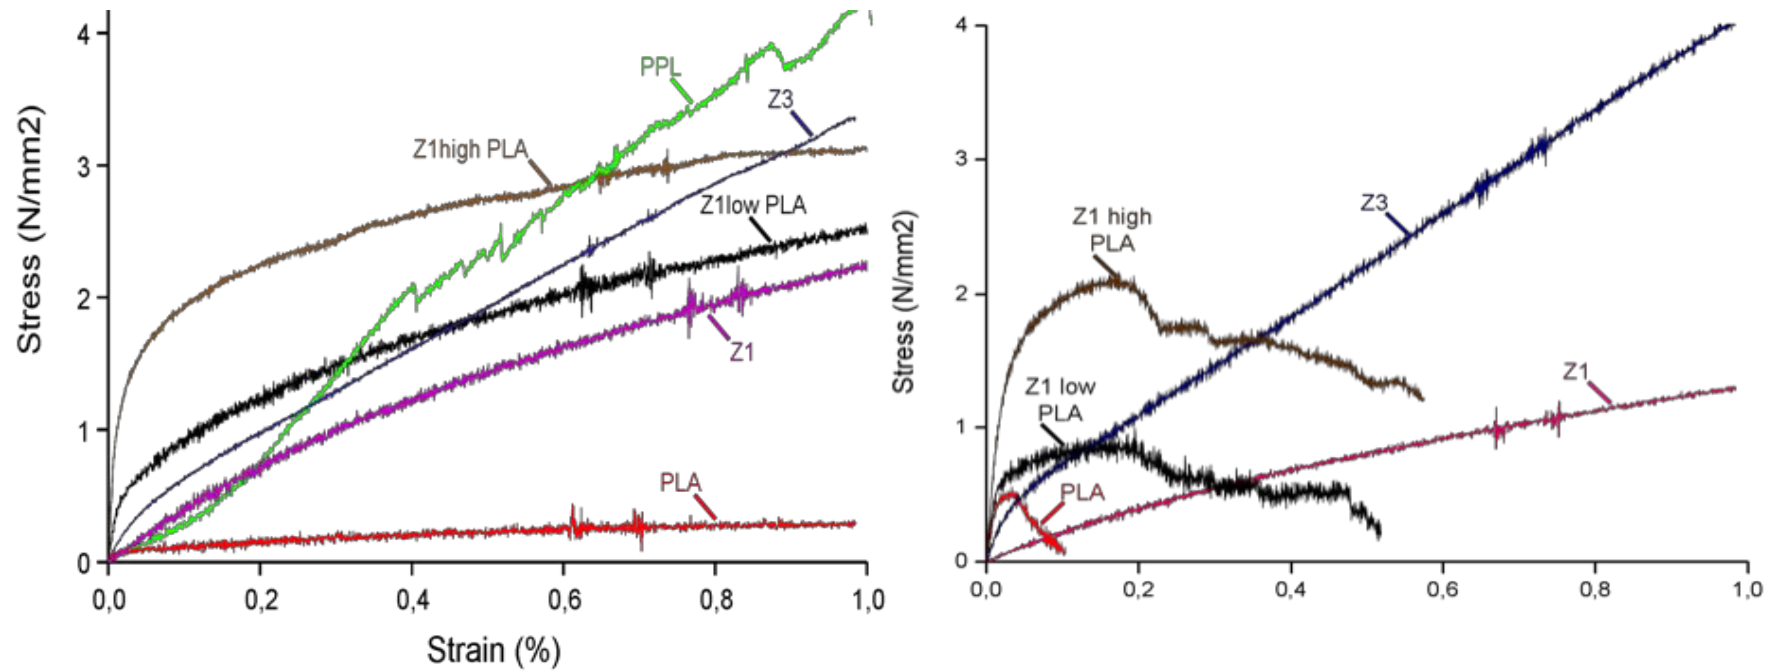 4
PPL
Z3
Z1high PLA
3
Z1low PLA
2
Z1
1
PLA
0
0,0
0,2
0,4
0,6
0,8
1,0
Stress (N/mm2)
Strain (%)
4
3
Z3
Z1 high
PLA
2
Z1 low
PLA
Z1
1
PLA
0
0,0
0,2
0,4
0,6
0,8
1,0
Stress (N/mm2)